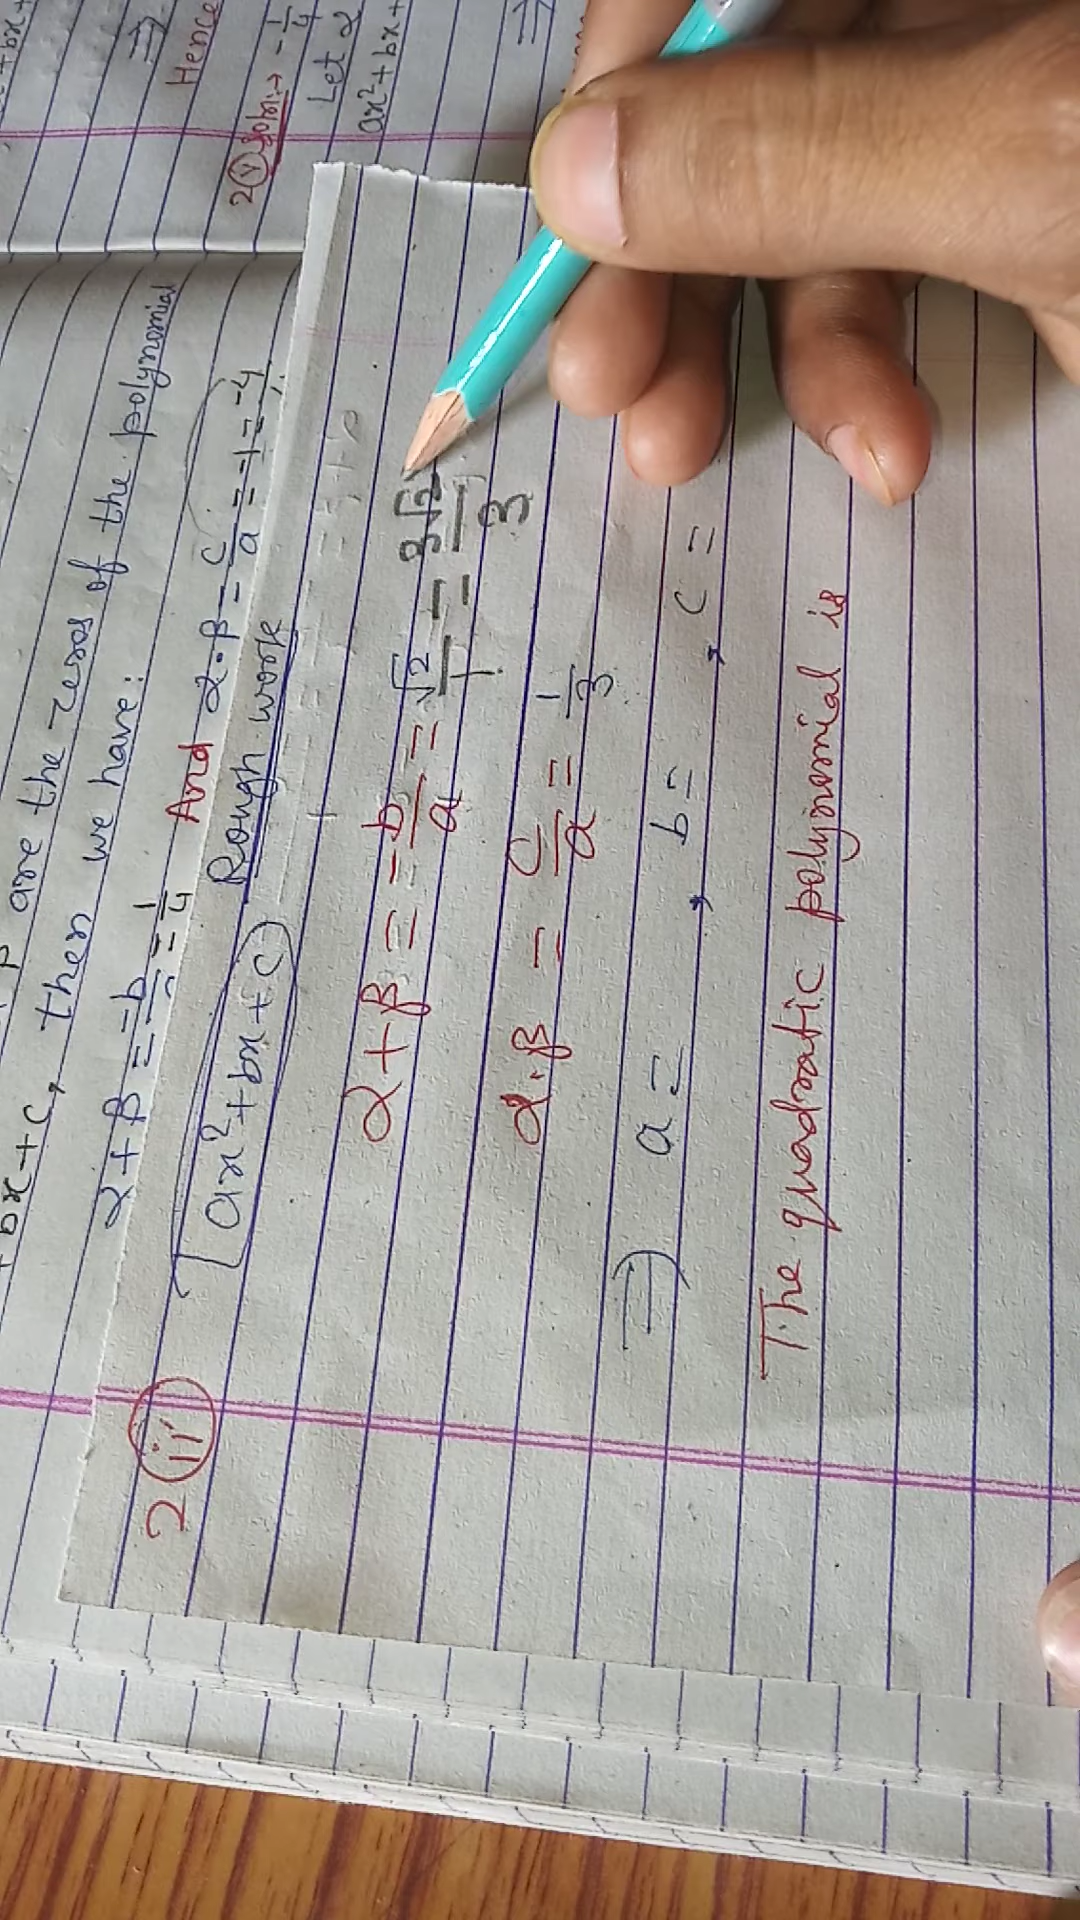 bx + c, then we have:
β are the zeros of the polynomial
α + β = -b/a = 1/4 And α·β = c/a = -1 = -4
2 (ii)
ax² + bx + c Rough work
α + β = -b/a = √2/1 = 3√2/3
α·β = c/a = 1/3
⇒ a = , b = , c =
The quadratic polynomial is
⇒
Hence
2 (v) Soln:→ - 1/4
Let α
ax² + bx +
⇒